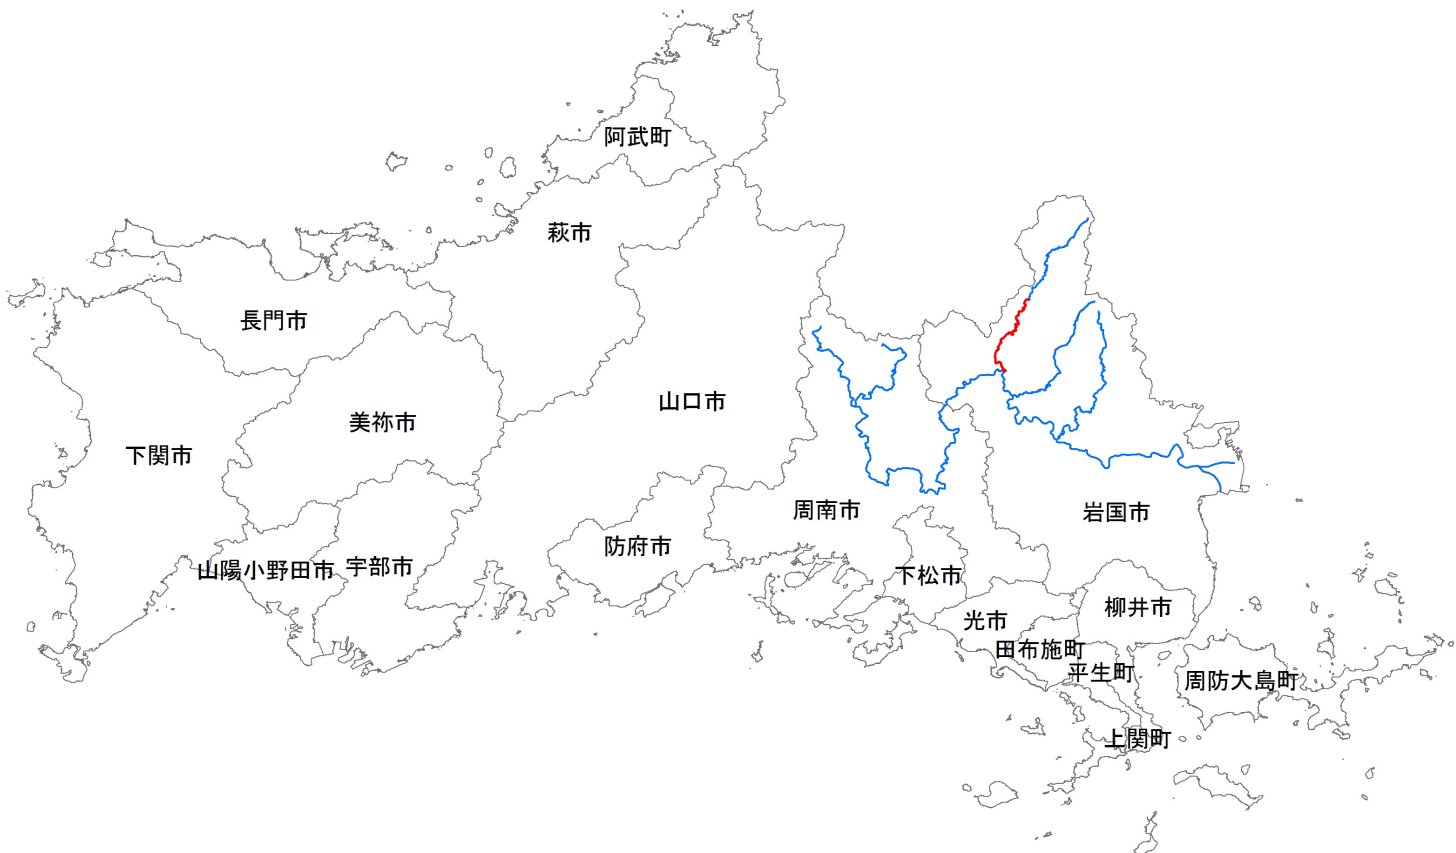 阿武町
萩市
長門市
山口市
美祢市
下関市
周南市
岩国市
防府市
山陽小野田市
宇部市
下松市
柳井市
光市
田布施町
平生町
周防大島町
上関町